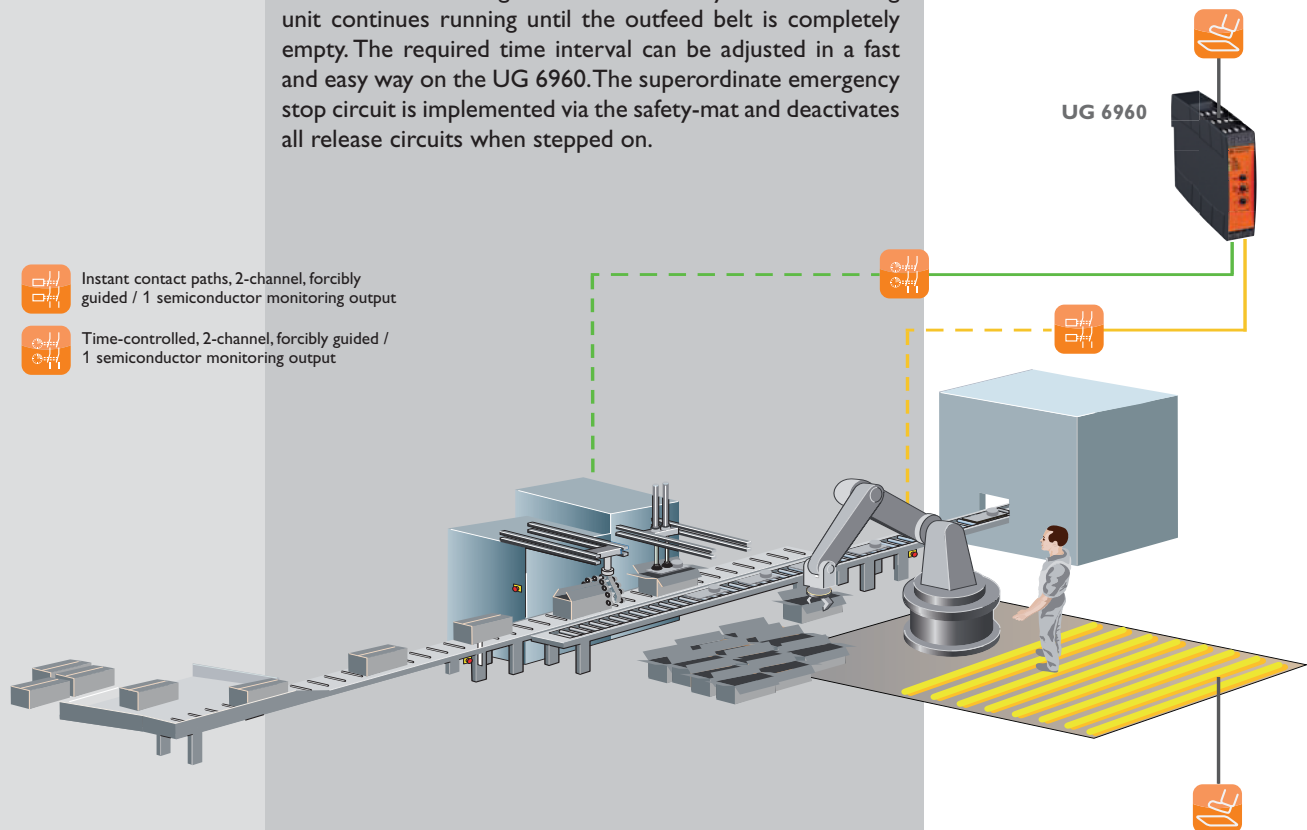 unit continues running until the outfeed belt is completely
empty. The required time interval can be adjusted in a fast
and easy way on the UG 6960. The superordinate emergency
stop circuit is implemented via the safety-mat and deactivates
all release circuits when stepped on.
UG 6960
Instant contact paths, 2-channel, forcibly
guided / 1 semiconductor monitoring output
Time-controlled, 2-channel, forcibly guided /
1 semiconductor monitoring output